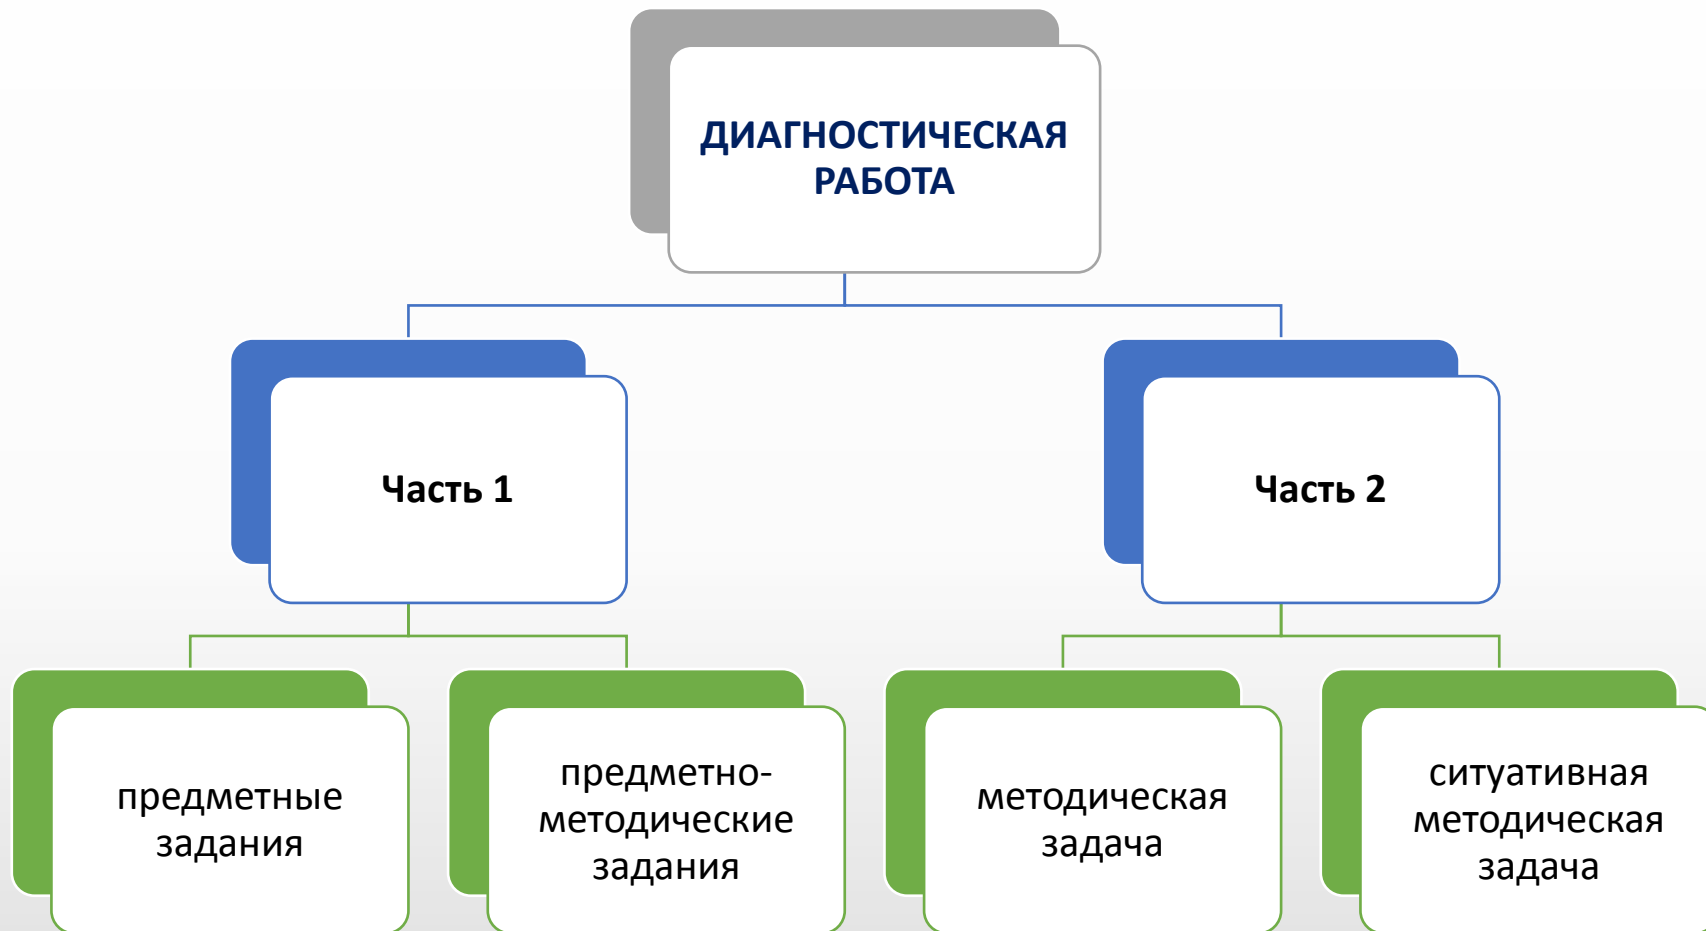 ДИАГНОСТИЧЕСКАЯ
РАБОТА
Часть 1
Часть 2
предметные
задания
предметно-
методические
задания
методическая
задача
ситуативная
методическая
задача